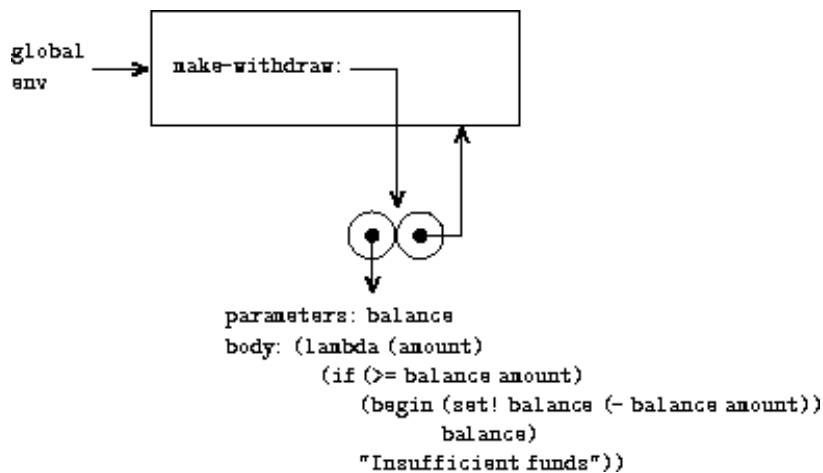 global
env
make-withdraw:
parameters: balance
body: (lambda (amount)
(if (>= balance amount)
(begin (set! balance (- balance amount))
balance)
"Insufficient funds"))